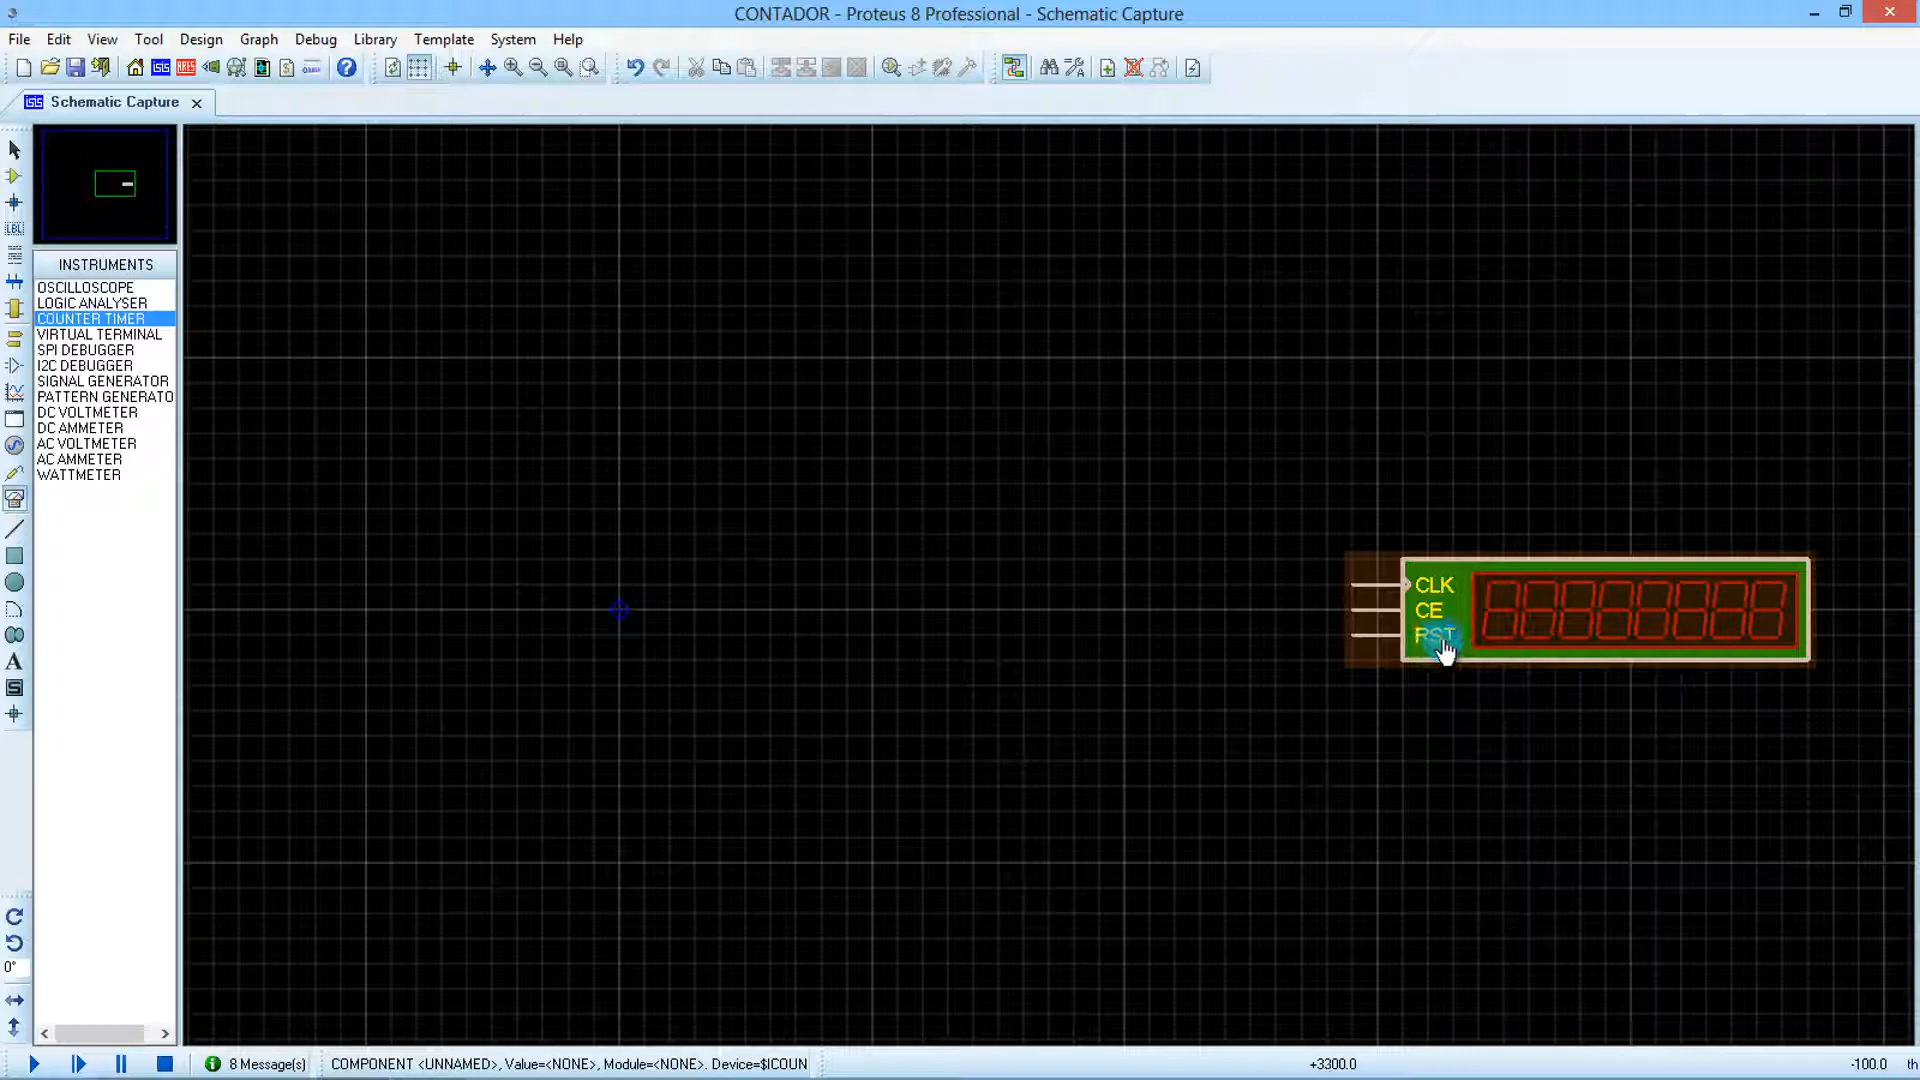 CONTADOR - Proteus 8 Professional - Schematic Capture
File Edit View Tool Design Graph Debug Library Template System Help
Schematic Capture
INSTRUMENTS
OSCILLOSCOPE
LOGIC ANALYSER
COUNTER TIMER
VIRTUAL TERMINAL
SPI DEBUGGER
I2C DEBUGGER
SIGNAL GENERATOR
PATTERN GENERATO
DC VOLTMETER
DC AMMETER
AC VOLTMETER
AC AMMETER
WATTMETER
LBL
A
S
CLK
CE
RST
0°
8 Message(s)
COMPONENT <UNNAMED>, Value=<NONE>, Module=<NONE>. Device=$ICOUN
+3300.0
-100.0
th